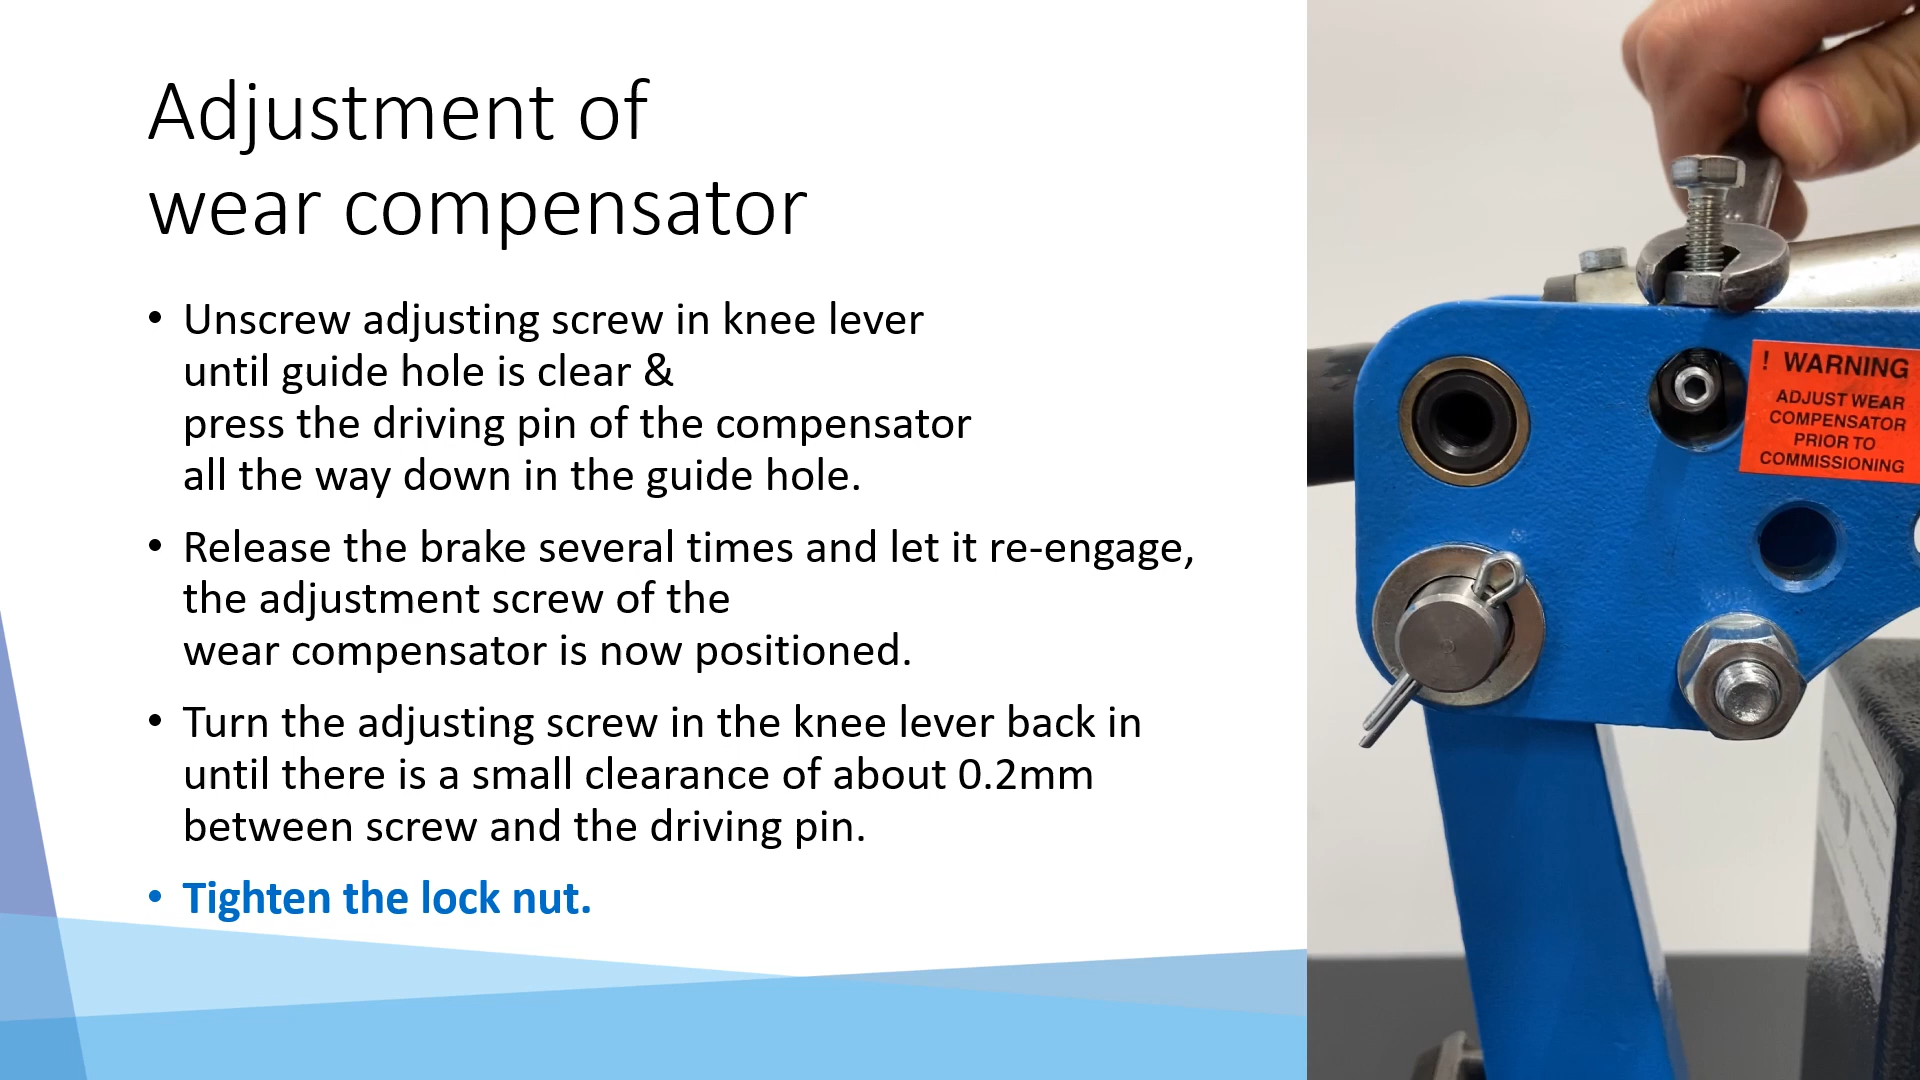 Adjustment of
wear compensator
• Unscrew adjusting screw in knee lever
until guide hole is clear &
press the driving pin of the compensator
all the way down in the guide hole.
• Release the brake several times and let it re-engage,
the adjustment screw of the
wear compensator is now positioned.
• Turn the adjusting screw in the knee lever back in
until there is a small clearance of about 0.2mm
between screw and the driving pin.
• Tighten the lock nut.
! WARNING
ADJUST WEAR
COMPENSATOR
PRIOR TO
COMMISSIONING